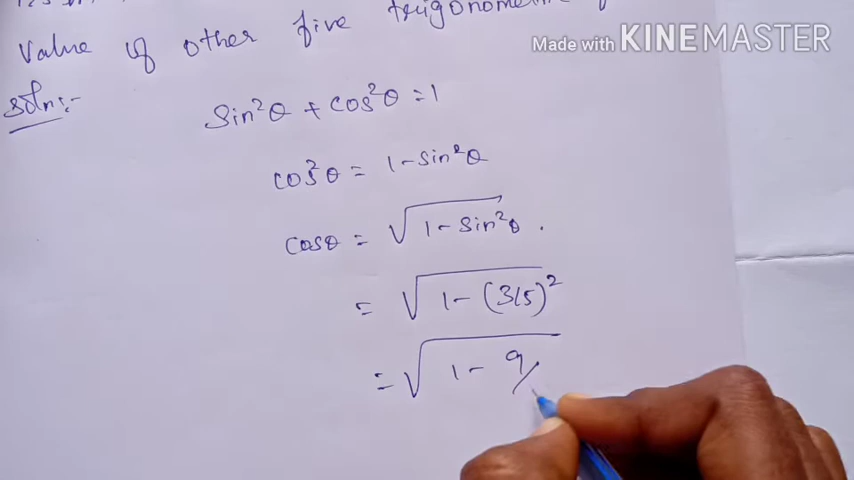 Made with KINEMASTER
value of other five trigonometric
Soln:-
Sin²θ + Cos²θ = 1
Cos²θ = 1 - Sin²θ
Cosθ = √1 - Sin²θ.
= √1 - (3/5)²
= √1 - 9/